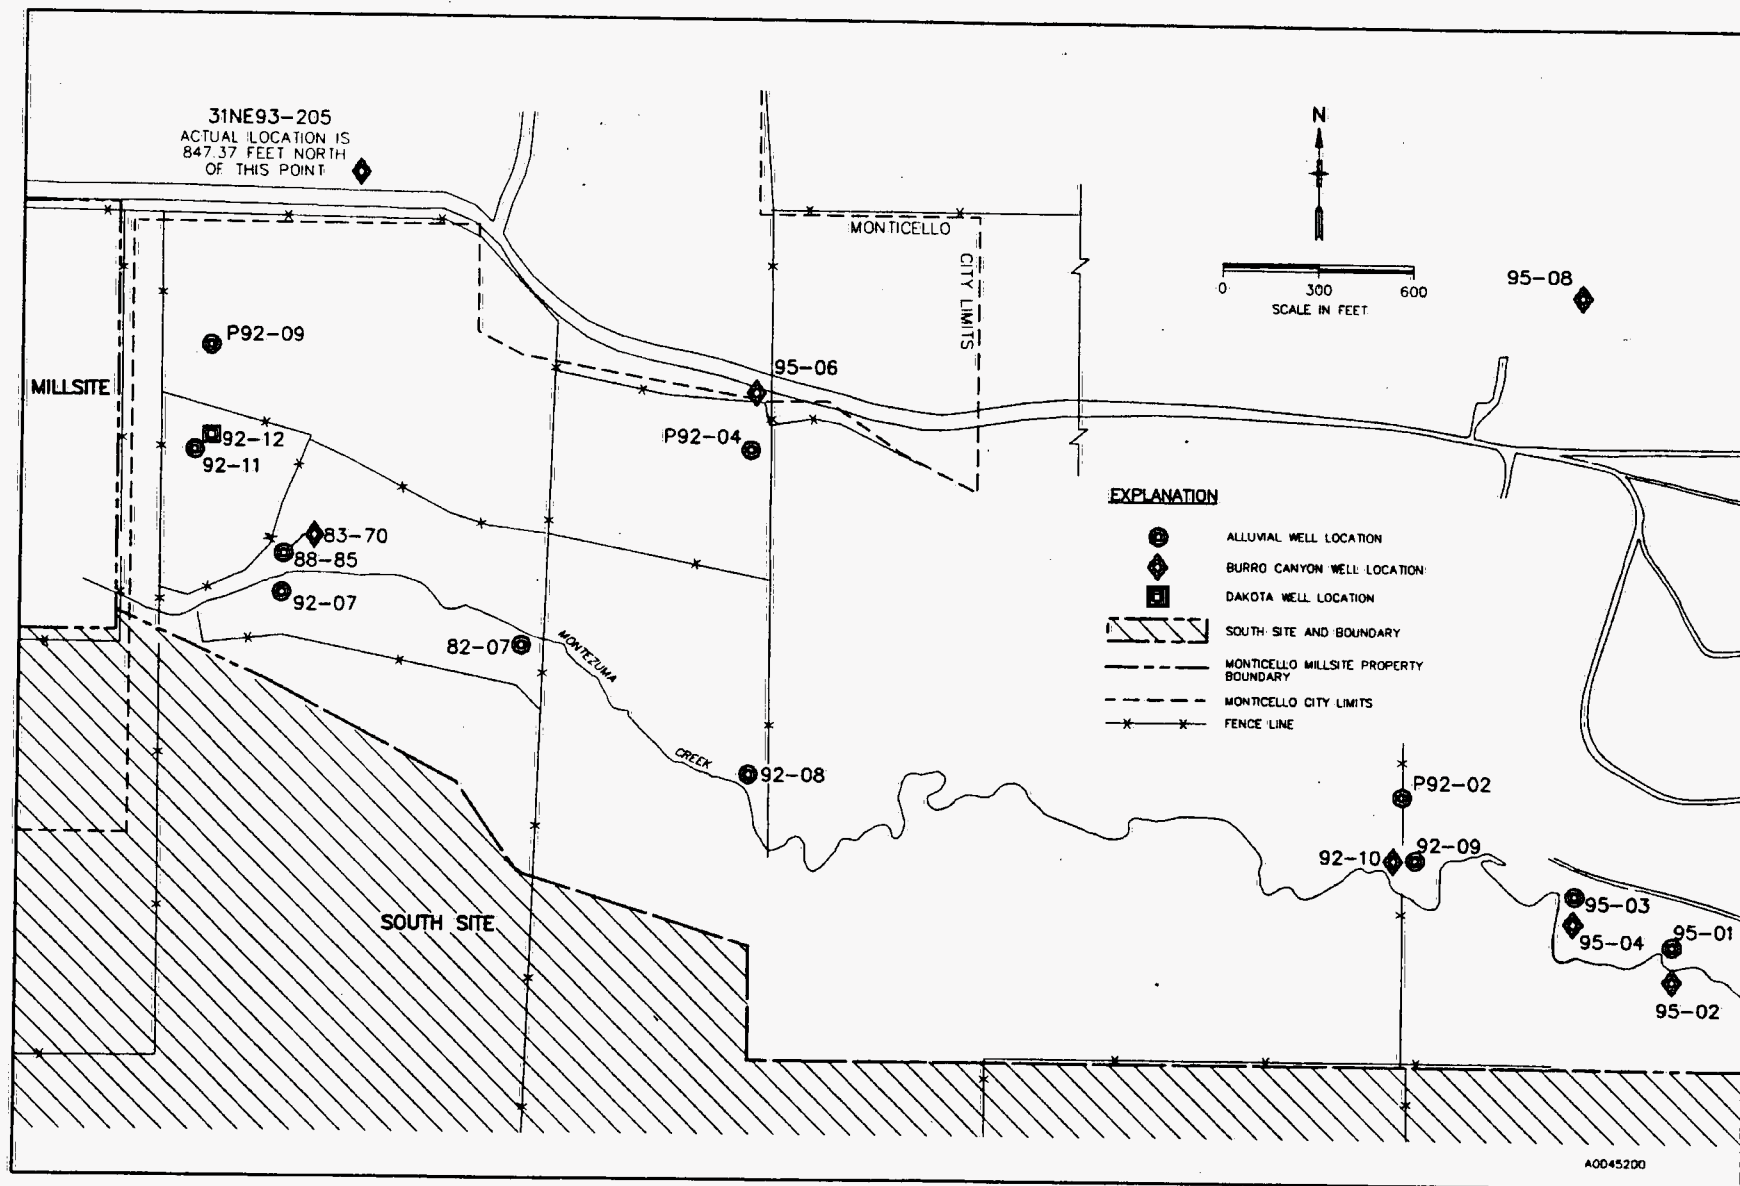 31NE93-205
ACTUAL LOCATION IS
847.37 FEET NORTH
OF THIS POINT
N
MONTICELLO
CITY LIMITS
0 300 600
SCALE IN FEET
95-08
P92-09
MILLSITE
95-06
92-12
92-11
P92-04
83-70
88-85
92-07
82-07
MONTEZUMA
CREEK
92-08
EXPLANATION
ALLUVIAL WELL LOCATION
BURRO CANYON WELL LOCATION
DAKOTA WELL LOCATION
SOUTH SITE AND BOUNDARY
MONTICELLO MILLSITE PROPERTY
BOUNDARY
MONTICELLO CITY LIMITS
FENCE LINE
P92-02
92-10
92-09
95-03
95-04
95-01
95-02
SOUTH SITE
A0045200